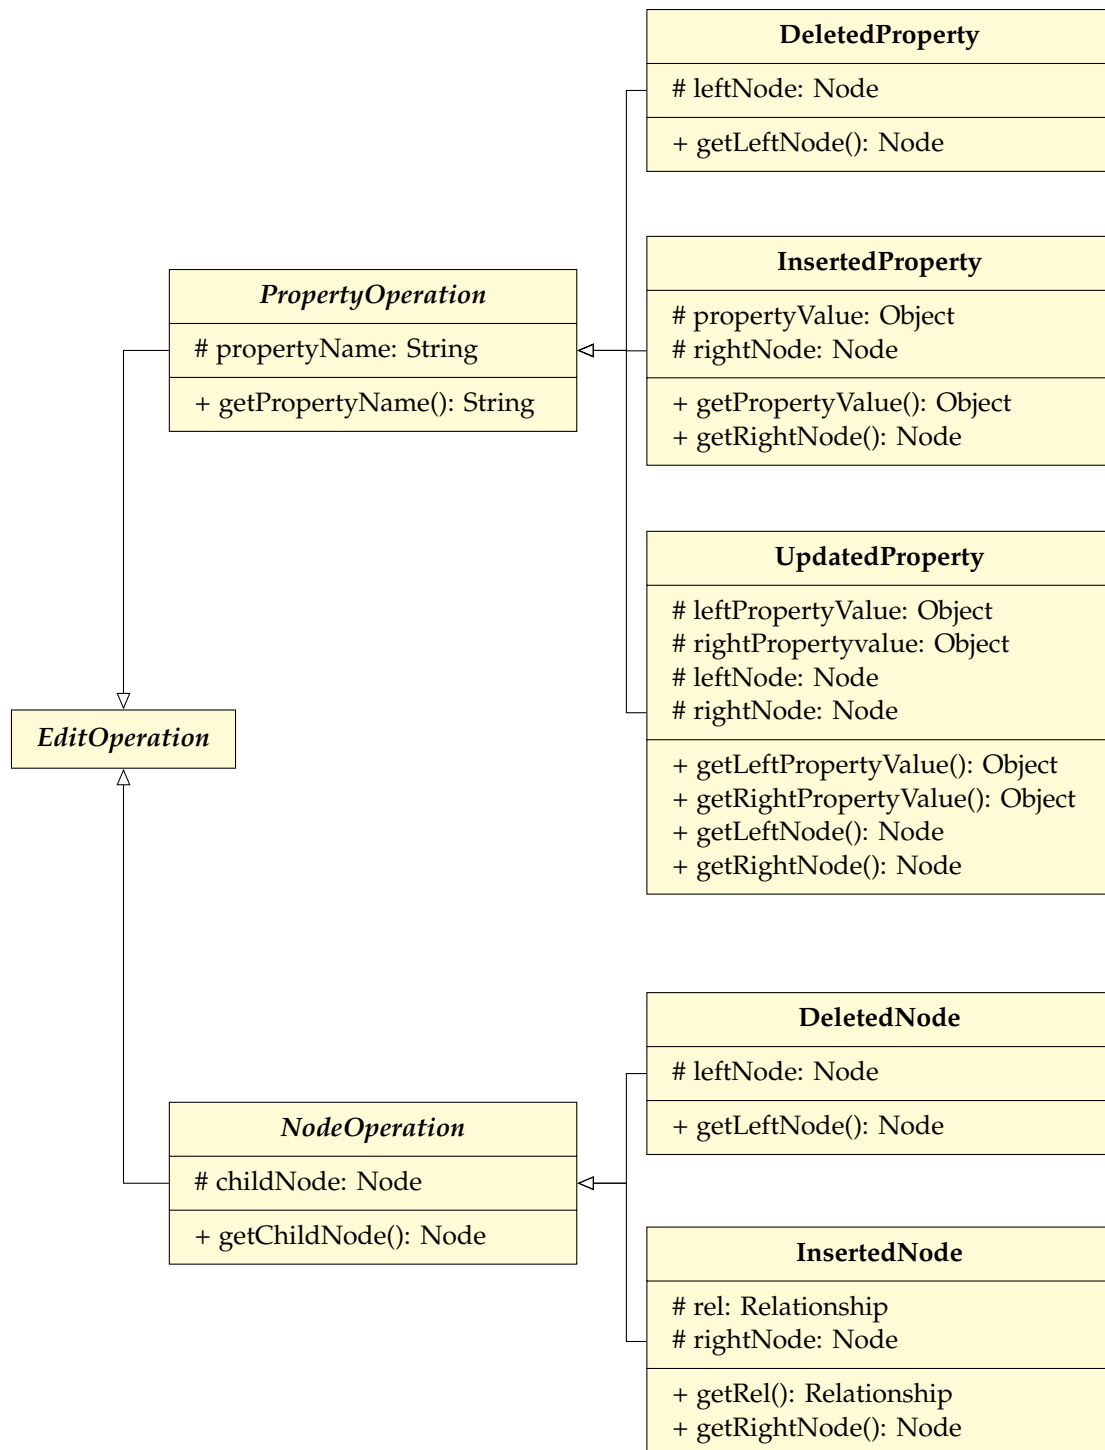 DeletedProperty
# leftNode: Node
+ getLeftNode(): Node
InsertedProperty
# propertyValue: Object
# rightNode: Node
+ getPropertyValue(): Object
+ getRightNode(): Node
PropertyOperation
# propertyName: String
+ getPropertyName(): String
UpdatedProperty
# leftPropertyValue: Object
# rightPropertyvalue: Object
# leftNode: Node
# rightNode: Node
+ getLeftPropertyValue(): Object
+ getRightPropertyValue(): Object
+ getLeftNode(): Node
+ getRightNode(): Node
EditOperation
DeletedNode
# leftNode: Node
+ getLeftNode(): Node
NodeOperation
# childNode: Node
+ getChildNode(): Node
InsertedNode
# rel: Relationship
# rightNode: Node
+ getRel(): Relationship
+ getRightNode(): Node